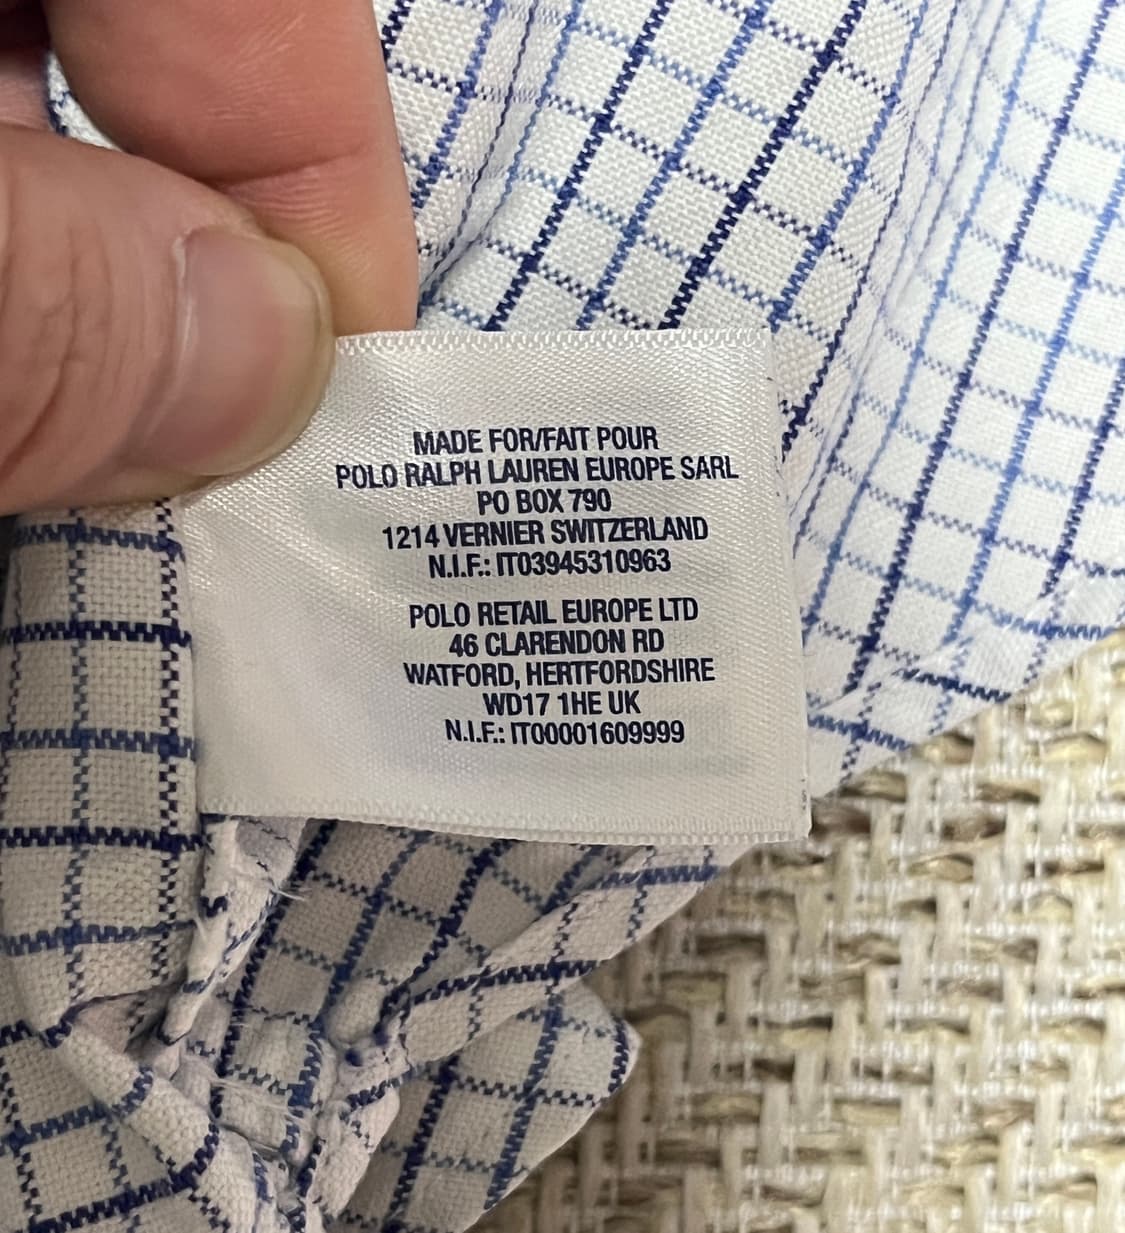 MADE FOR/FAIT POUR
POLO RALPH LAUREN EUROPE SARL
PO BOX 790
1214 VERNIER SWITZERLAND
N.I.F.: IT03945310963
POLO RETAIL EUROPE LTD
46 CLARENDON RD
WATFORD, HERTFORDSHIRE
WD17 1HE UK
N.I.F.: IT00001609999